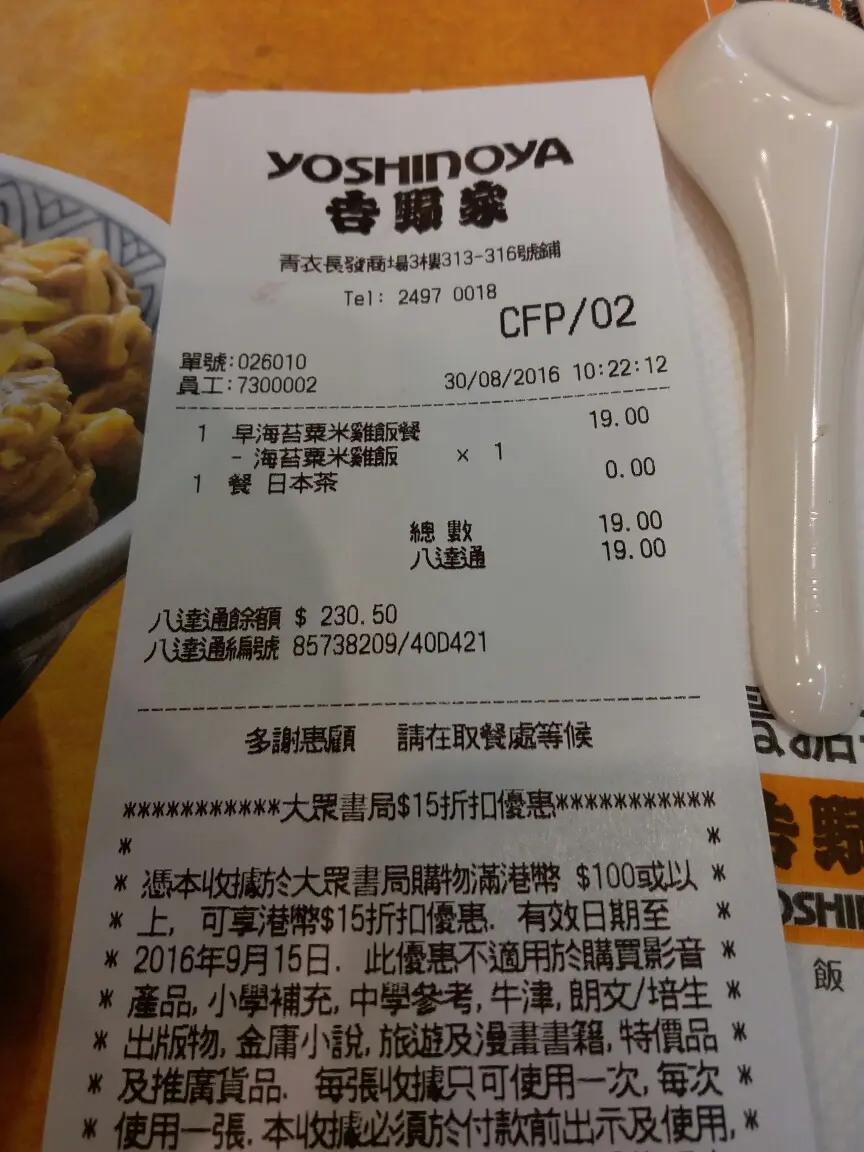 YOSHINOYA
吉野家
青衣長發商場3樓313-316號鋪
Tel: 2497 0018
CFP/02
單號:026010
員工:7300002 30/08/2016 10:22:12
1 早海苔粟米雞飯餐 19.00
- 海苔粟米雞飯 × 1
1 餐 日本茶 0.00
總 數 19.00
八達通 19.00
八達通餘額 $ 230.50
八達通編號 85738209/40D421
多謝惠顧 請在取餐處等候
***********大眾書局$15折扣優惠***********
* *
* 憑本收據於大眾書局購物滿港幣 $100或以 *
* 上, 可享港幣$15折扣優惠. 有效日期至 *
* 2016年9月15日. 此優惠不適用於購買影音 *
* 產品,小學補充,中學參考,牛津,朗文/培生 *
* 出版物,金庸小說,旅遊及漫畫書籍,特價品 *
* 及推廣貨品. 每張收據只可使用一次,每次 *
* 使用一張.本收據必須於付款前出示及使用,*
吉野
OSHIN
飯